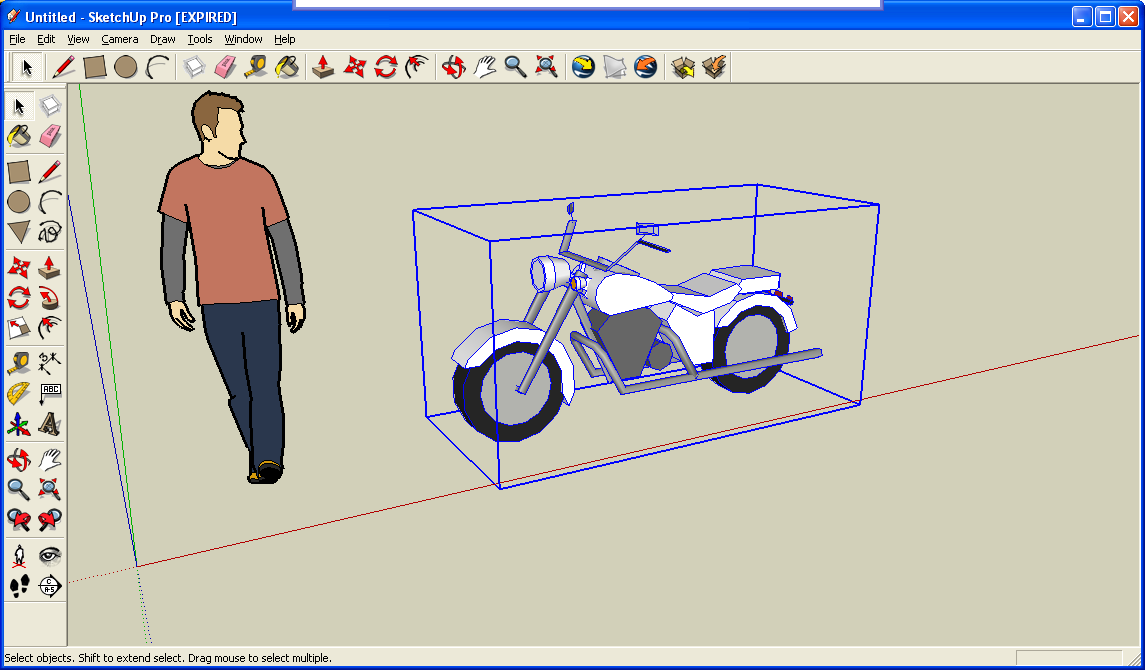 Untitled - SketchUp Pro [EXPIRED]
File Edit View Camera Draw Tools Window Help
ABC
A
C
A-5
Select objects. Shift to extend select. Drag mouse to select multiple.